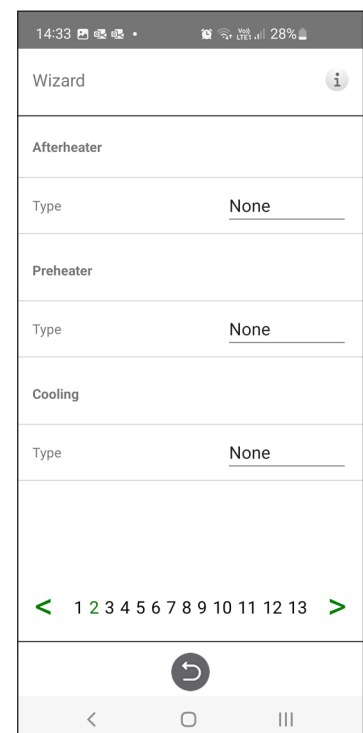 14:33 28%
Wizard i
Afterheater
Type None
Preheater
Type None
Cooling
Type None
< 1 2 3 4 5 6 7 8 9 10 11 12 13 >